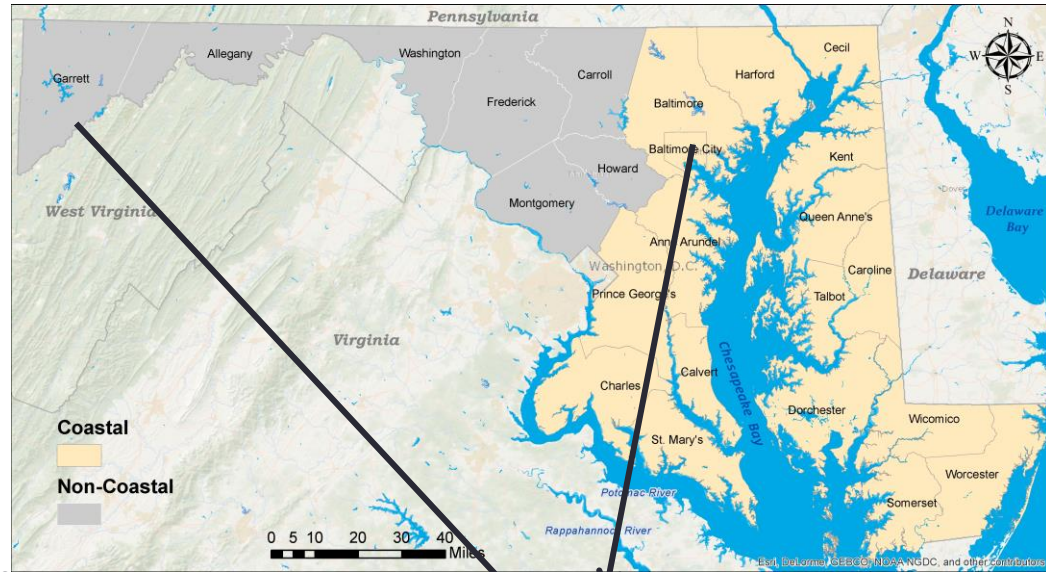 Pennsylvania
N
W E
S
Cecil
Washington
Allegany
Harford
Garrett
Carroll
Frederick
Baltimore
Baltimore City
Kent
Howard
Dover
Montgomery
West Virginia
Queen Anne's
Delaware
Bay
Anne Arundel
Washington, D.C.
Caroline
Delaware
Prince George's
Talbot
Virginia
Chesapeake Bay
Calvert
Charles
Dorchester
Wicomico
Coastal
St. Mary's
Worcester
Non-Coastal
Potomac River
Somerset
Rappahannock River
0 5 10 20 30 40
Miles
Esri, DeLorme, GEBCO, NOAA NGDC, and other contributors